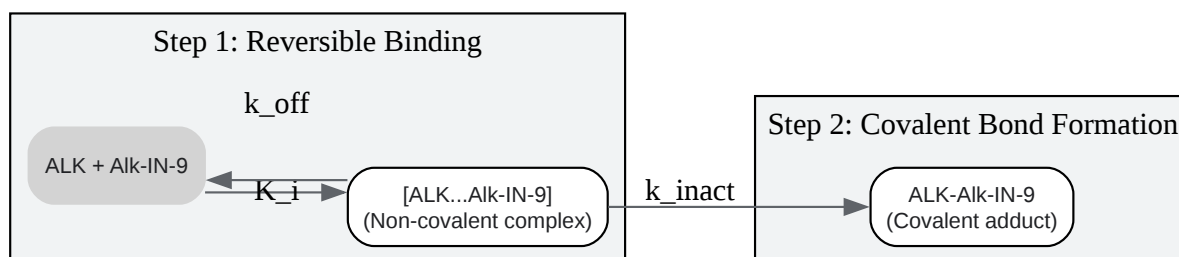 Step 1: Reversible Binding
k_off
ALK + Alk-IN-9
K_i
[ALK...Alk-IN-9]
(Non-covalent complex)
k_inact
Step 2: Covalent Bond Formation
ALK-Alk-IN-9
(Covalent adduct)